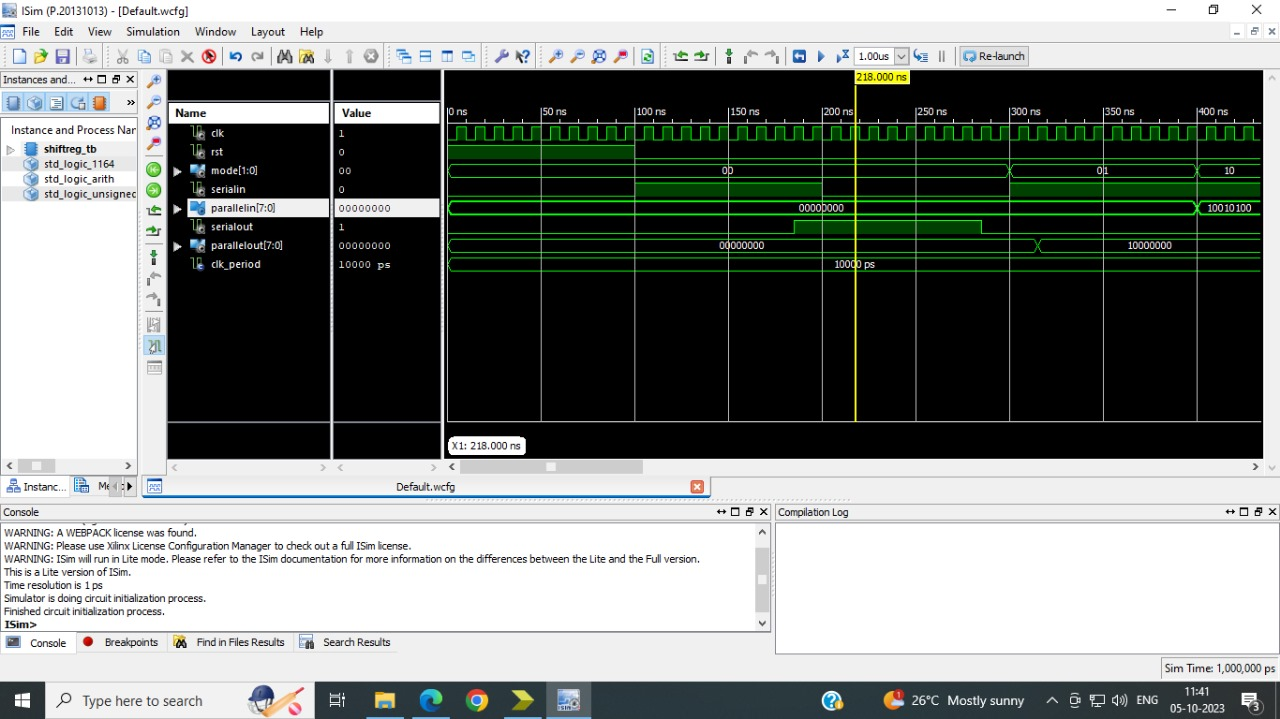 ISim (P.20131013) - [Default.wcfg]
File Edit View Simulation Window Layout Help
1.00us Re-launch
Instances and...
»
Instance and Process Nar
shiftreg_tb
std_logic_1164
std_logic_arith
std_logic_unsigned
Name Value
clk 1
rst 0
mode[1:0] 00
serialin 0
parallelin[7:0] 00000000
serialout 1
parallelout[7:0] 00000000
clk_period 10000 ps
218.000 ns
0 ns 50 ns 100 ns 150 ns 200 ns 250 ns 300 ns 350 ns 400 ns
00 01 10
00000000 10010100
00000000 10000000
10000 ps
X1: 218.000 ns
Instanc... Me
Default.wcfg
Console
WARNING: A WEBPACK license was found.
WARNING: Please use Xilinx License Configuration Manager to check out a full ISim license.
WARNING: ISim will run in Lite mode. Please refer to the ISim documentation for more information on the differences between the Lite and the Full version.
This is a Lite version of ISim.
Time resolution is 1 ps
Simulator is doing circuit initialization process.
Finished circuit initialization process.
ISim>
Console Breakpoints Find in Files Results Search Results
Compilation Log
Sim Time: 1,000,000 ps
Type here to search
26°C Mostly sunny
ENG
11:41
05-10-2023